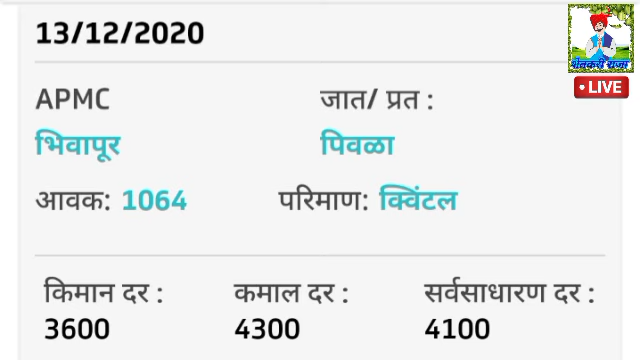 13/12/2020
शेतकरी राजा
LIVE
APMC जात/ प्रत :
भिवापूर पिवळा
आवक: 1064 परिमाण: क्विंटल
किमान दर : कमाल दर : सर्वसाधारण दर :
3600 4300 4100